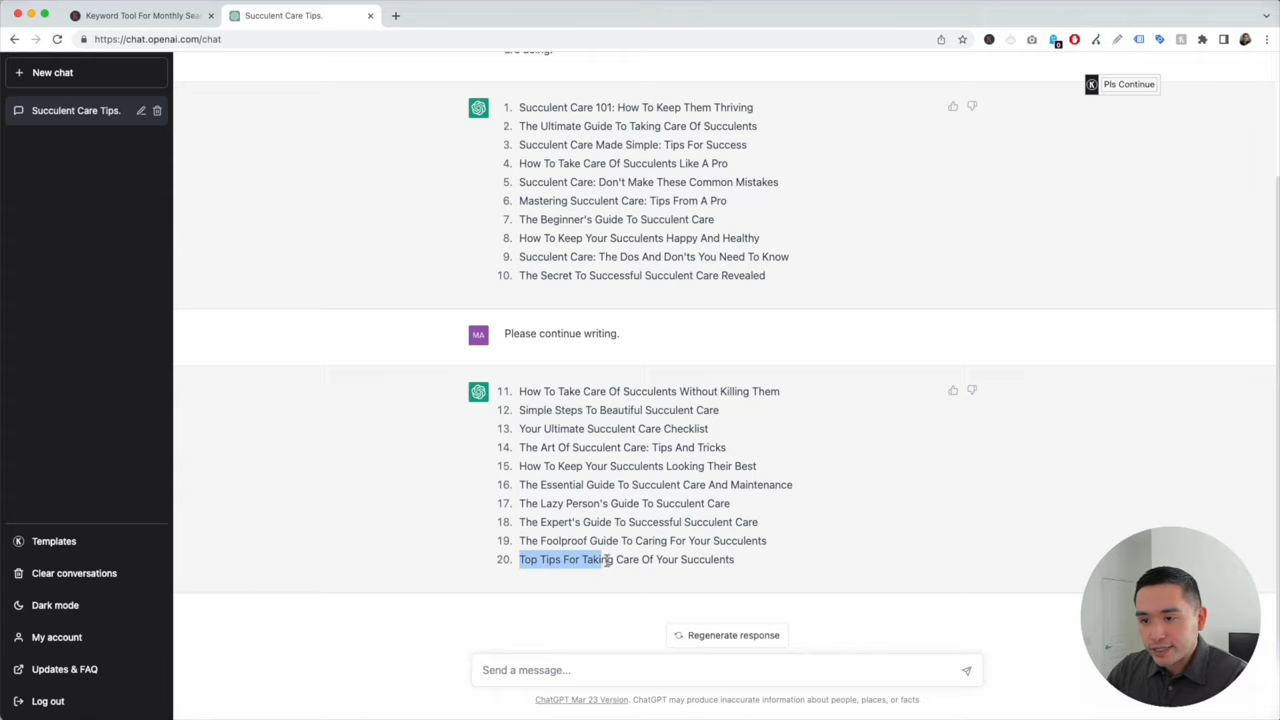 Keyword Tool For Monthly Sea
Succulent Care Tips.
https://chat.openai.com/chat
New chat
Succulent Care Tips.
are being.
Pls Continue
1. Succulent Care 101: How To Keep Them Thriving
2. The Ultimate Guide To Taking Care Of Succulents
3. Succulent Care Made Simple: Tips For Success
4. How To Take Care Of Succulents Like A Pro
5. Succulent Care: Don't Make These Common Mistakes
6. Mastering Succulent Care: Tips From A Pro
7. The Beginner's Guide To Succulent Care
8. How To Keep Your Succulents Happy And Healthy
9. Succulent Care: The Dos And Don'ts You Need To Know
10. The Secret To Successful Succulent Care Revealed
MA
Please continue writing.
11. How To Take Care Of Succulents Without Killing Them
12. Simple Steps To Beautiful Succulent Care
13. Your Ultimate Succulent Care Checklist
14. The Art Of Succulent Care: Tips And Tricks
15. How To Keep Your Succulents Looking Their Best
16. The Essential Guide To Succulent Care And Maintenance
17. The Lazy Person's Guide To Succulent Care
18. The Expert's Guide To Successful Succulent Care
19. The Foolproof Guide To Caring For Your Succulents
20. Top Tips For Taking Care Of Your Succulents
Templates
Clear conversations
Dark mode
My account
Updates & FAQ
Log out
Regenerate response
Send a message...
ChatGPT Mar 23 Version. ChatGPT may produce inaccurate information about people, places, or facts